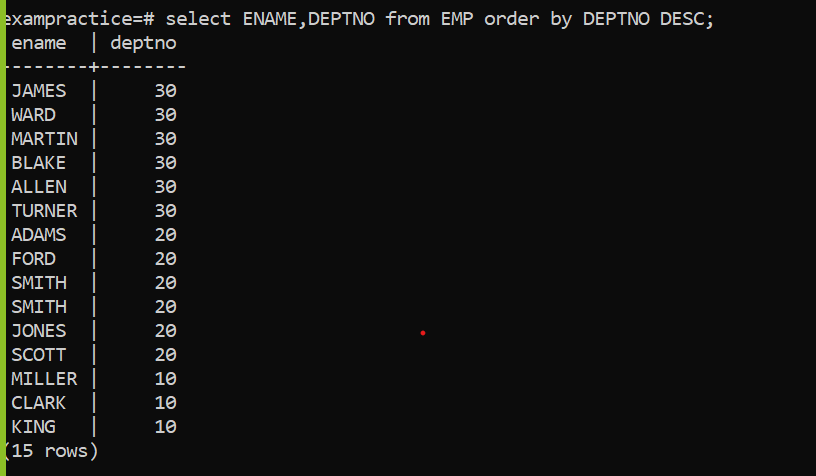 exampractice=# select ENAME,DEPTNO from EMP order by DEPTNO DESC;
 ename  | deptno
--------+--------
 JAMES  |     30
 WARD   |     30
 MARTIN |     30
 BLAKE  |     30
 ALLEN  |     30
 TURNER |     30
 ADAMS  |     20
 FORD   |     20
 SMITH  |     20
 SMITH  |     20
 JONES  |     20
 SCOTT  |     20
 MILLER |     10
 CLARK  |     10
 KING   |     10
(15 rows)